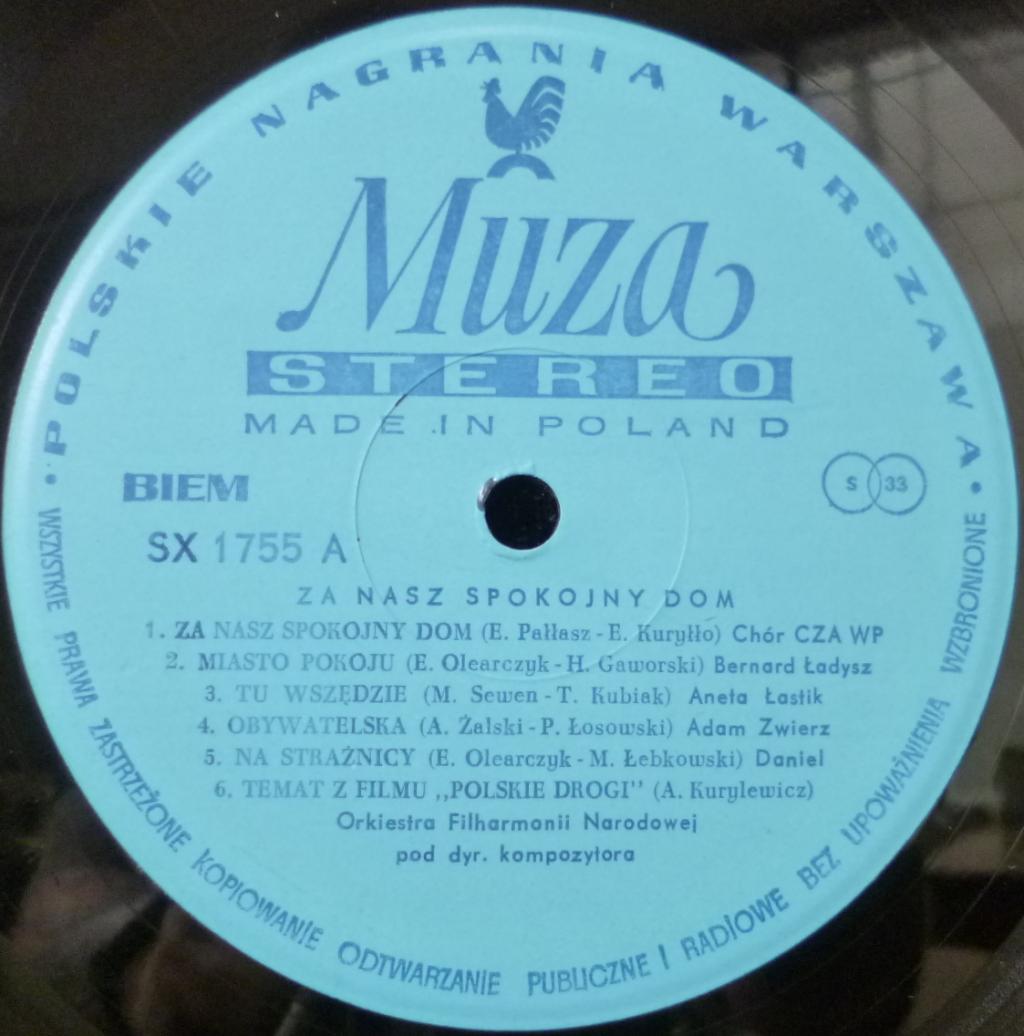 POLSKIE NAGRANIA WARSZAWA
Muza
STEREO
MADE IN POLAND
BIEM
S 33
SX 1755 A
ZA NASZ SPOKOJNY DOM
1. ZA NASZ SPOKOJNY DOM (E. Pałłasz - E. Kuryłło) Chór CZA WP
2. MIASTO POKOJU (E. Olearczyk - H. Gaworski) Bernard Ładysz
3. TU WSZĘDZIE (M. Sewen - T. Kubiak) Aneta Łastik
4. OBYWATELSKA (A. Żalski - P. Łosowski) Adam Zwierz
5. NA STRAŻNICY (E. Olearczyk - M. Łebkowski) Daniel
6. TEMAT Z FILMU „POLSKIE DROGI" (A. Kurylewicz)
Orkiestra Filharmonii Narodowej
pod dyr. kompozytora
• WSZYSTKIE PRAWA ZASTRZEŻONE KOPIOWANIE ODTWARZANIE PUBLICZNE I RADIOWE BEZ UPOWAŻNIENIA WZBRONIONE •